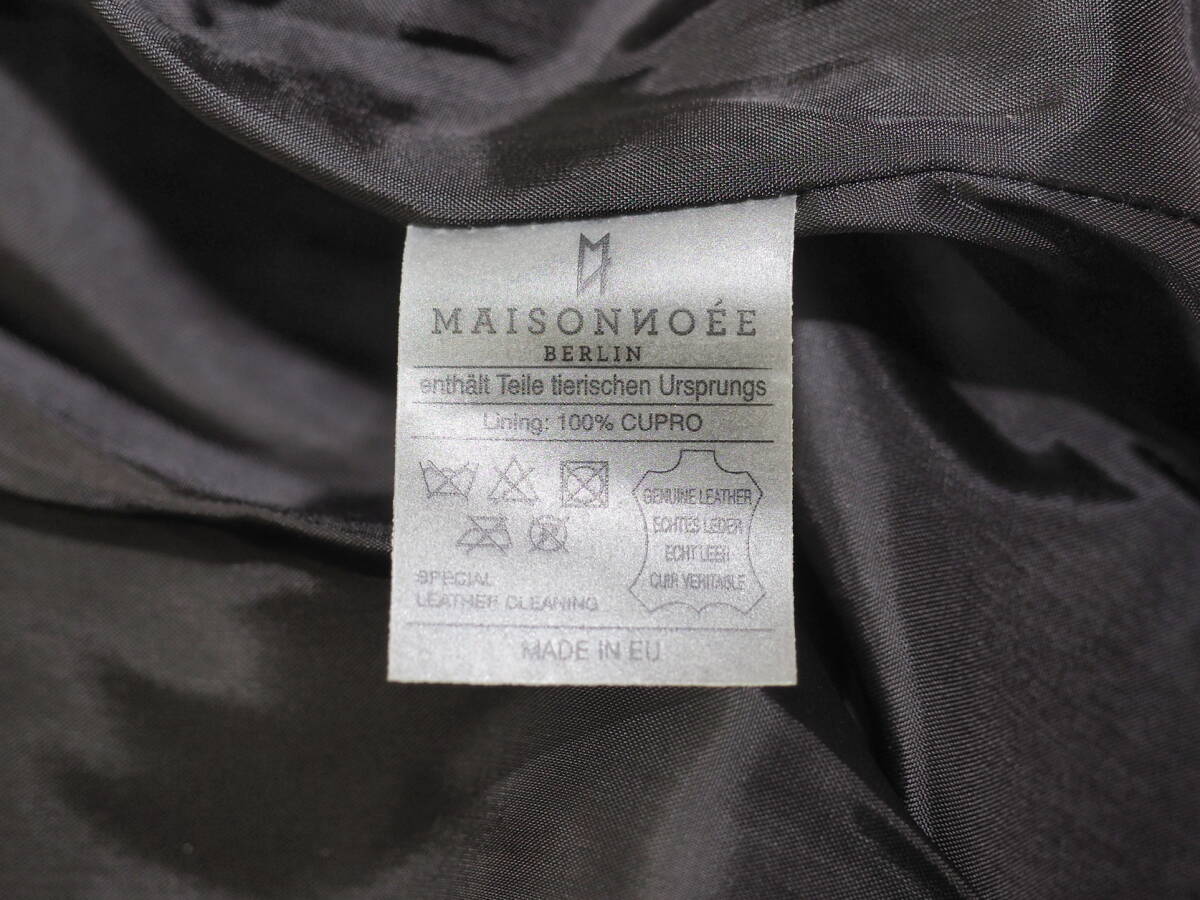 MAISONИOÉE
BERLIN
enthält Teile tierischen Ursprungs
Lining: 100% CUPRO
GENUINE LEATHER
ECHTES LEDER
ECHT LEER
CUIR VERITABLE
SPECIAL
LEATHER CLEANING
MADE IN EU